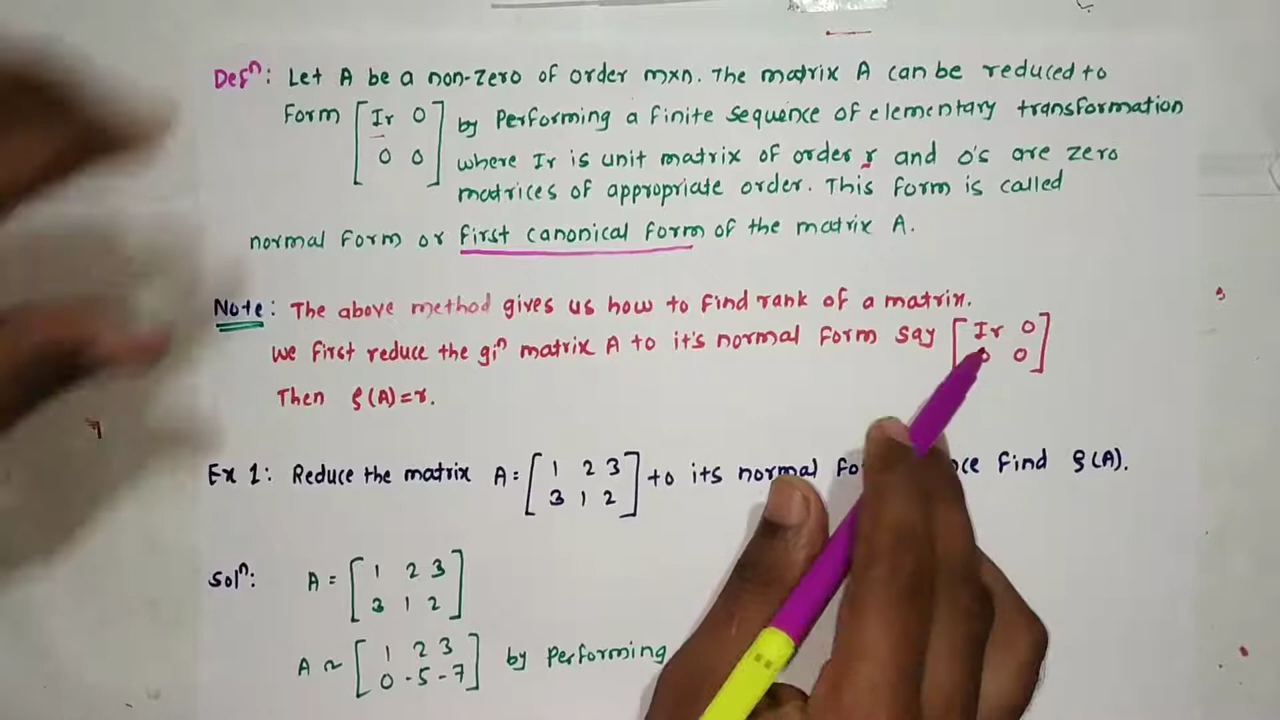 Defⁿ: Let A be a non-zero of order m×n. The matrix A can be reduced to
Form [Ir 0 by Performing a finite sequence of elementary transformation
0 0] where Ir is unit matrix of order r and 0's are zero
matrices of appropriate order. This form is called
normal form or first canonical form of the matrix A.
Note: The above method gives us how to find rank of a matrix.
We first reduce the giⁿ matrix A to it's normal form say [Ir 0
0 0]
Then ρ(A)=r.
Ex 1: Reduce the matrix A = [1 2 3
3 1 2] to its normal fo find ρ(A).
Solⁿ: A = [1 2 3
3 1 2]
A ~ [1 2 3
0 -5 -7] by Performing